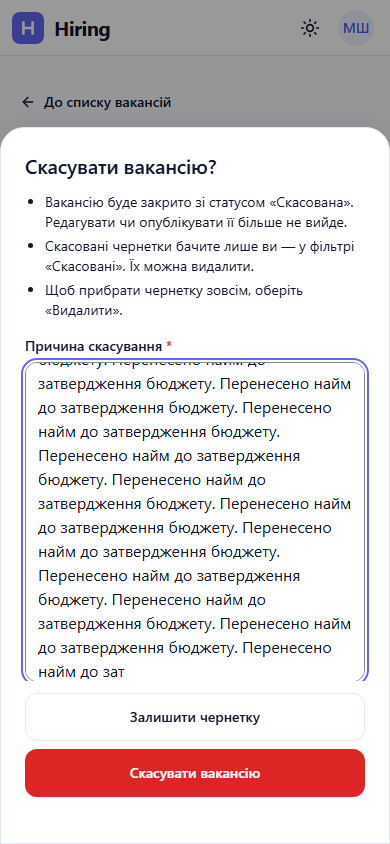 H Hiring МШ
← До списку вакансій
Скасувати вакансію?
• Вакансію буде закрито зі статусом «Скасована».
Редагувати чи опублікувати її більше не вийде.
• Скасовані чернетки бачите лише ви — у фільтрі
«Скасовані». Їх можна видалити.
• Щоб прибрати чернетку зовсім, оберіть
«Видалити».
Причина скасування *
бюджету. Перенесено найм до
затвердження бюджету. Перенесено найм
до затвердження бюджету. Перенесено
найм до затвердження бюджету.
Перенесено найм до затвердження
бюджету. Перенесено найм до
затвердження бюджету. Перенесено найм
до затвердження бюджету. Перенесено
найм до затвердження бюджету.
Перенесено найм до затвердження
бюджету. Перенесено найм до
затвердження бюджету. Перенесено найм
до затвердження бюджету. Перенесено
найм до зат
Залишити чернетку
Скасувати вакансію